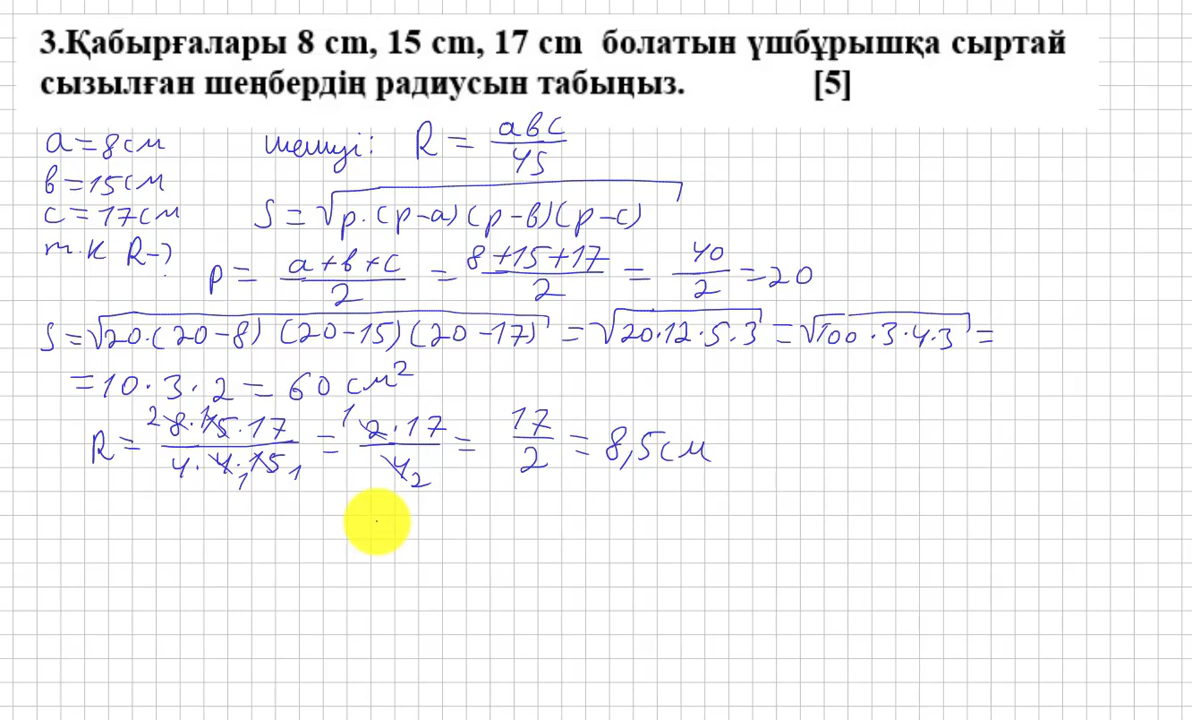 3.Қабырғалары 8 cm, 15 cm, 17 cm болатын үшбұрышқа сыртай
сызылған шеңбердің радиусын табыңыз. [5]
a=8см шешуі: R = abc/4S
b=15см
c=17см S = √p·(p-a)(p-b)(p-c)
т.к R-?
p = a+b+c/2 = 8+15+17/2 = 40/2 = 20
S = √20·(20-8)(20-15)(20-17) = √20·12·5·3 = √100·3·4·3 =
= 10·3·2 = 60 см²
R = 8·15·17/4·4·15 = 2·17/4 = 17/2 = 8,5см